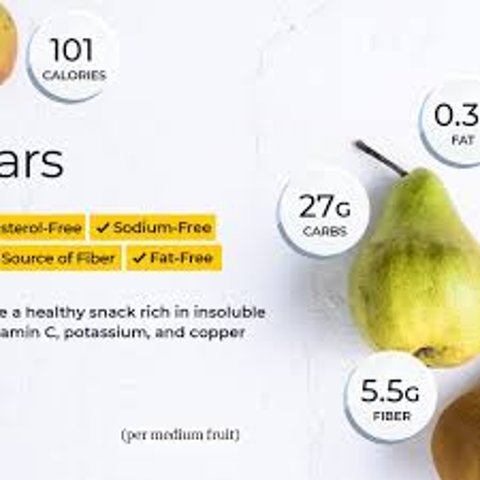 101
CALORIES
0.3
FAT
ars
27G
CARBS
sterol-Free
✓ Sodium-Free
Source of Fiber
✓ Fat-Free
e a healthy snack rich in insoluble
amin C, potassium, and copper
5.5G
FIBER
(per medium fruit)